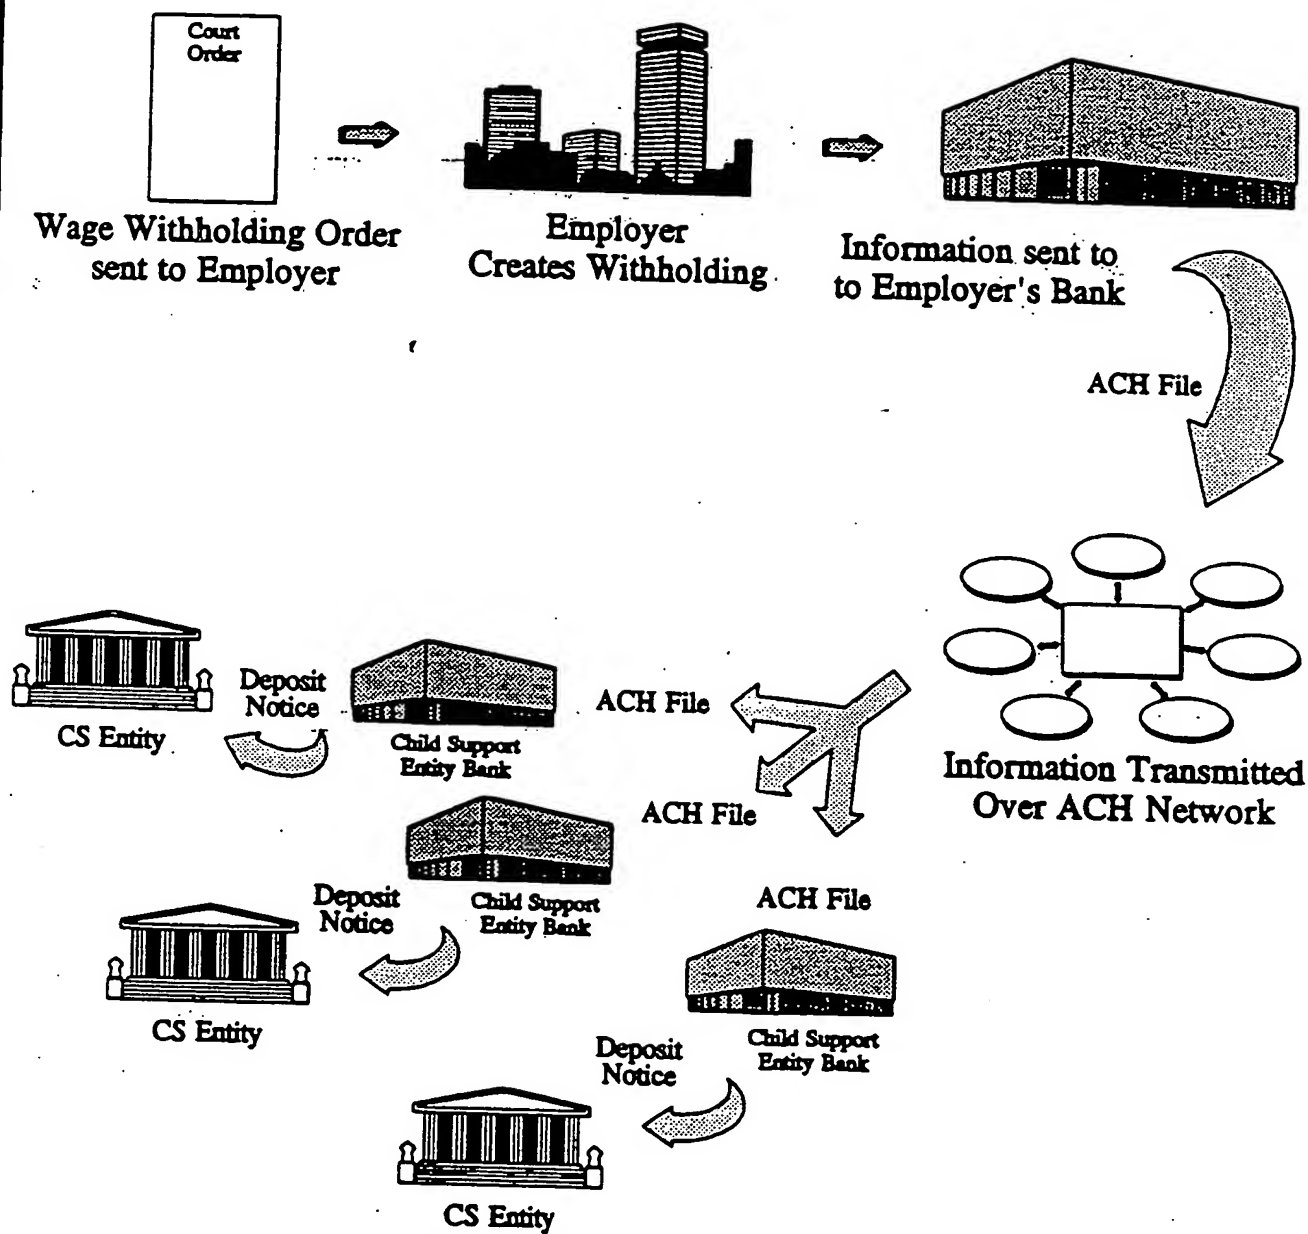 Court
Order
Wage Withholding Order
sent to Employer
Employer
Creates Withholding
Information sent to
to Employer's Bank
ACH File
Information Transmitted
Over ACH Network
ACH File
ACH File
ACH File
Child Support
Entity Bank
Deposit
Notice
CS Entity
Child Support
Entity Bank
Deposit
Notice
CS Entity
Child Support
Entity Bank
Deposit
Notice
CS Entity